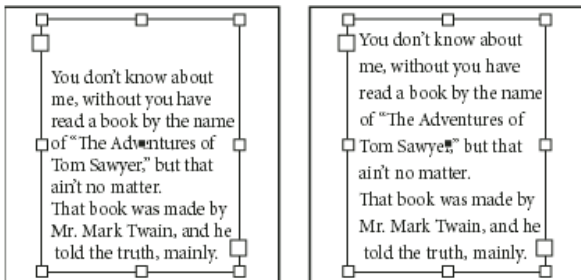 You don't know about
me, without you have
read a book by the name
of “The Adventures of
Tom Sawyer,” but that
ain't no matter.
That book was made by
Mr. Mark Twain, and he
told the truth, mainly.
You don't know about
me, without you have
read a book by the name
of “The Adventures of
Tom Sawyer,” but that
ain't no matter.
That book was made by
Mr. Mark Twain, and he
told the truth, mainly.